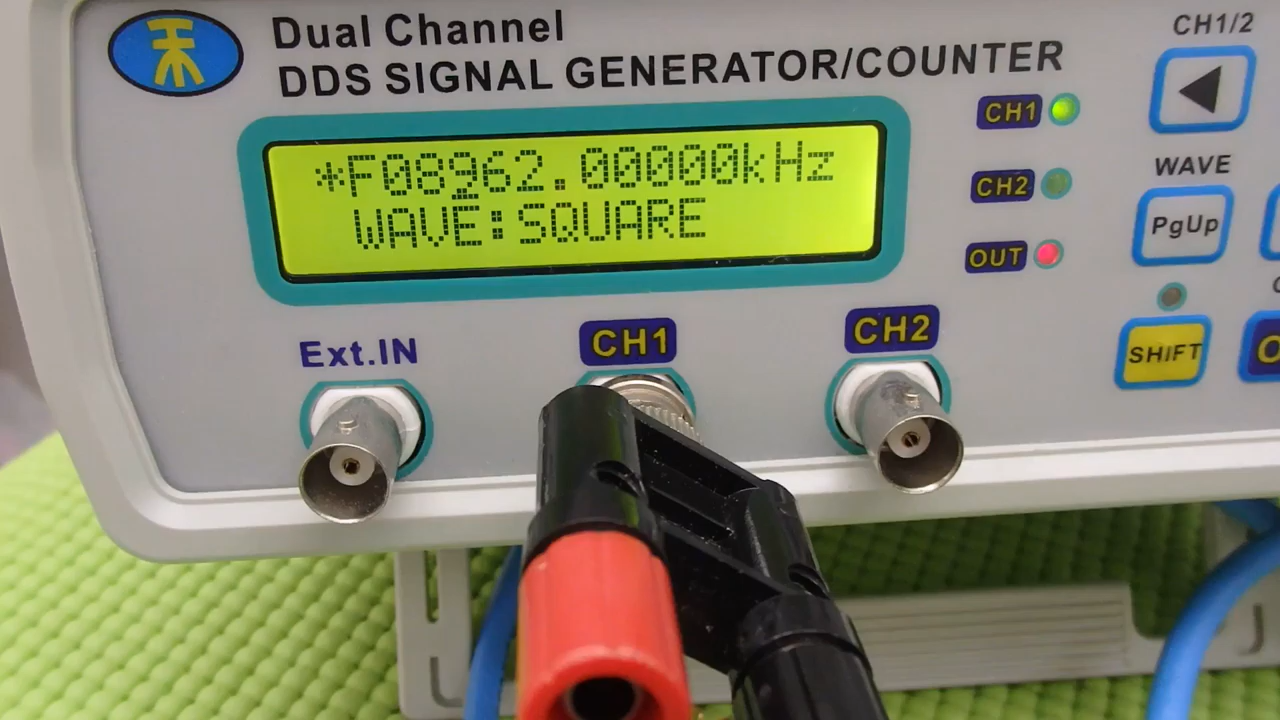 Dual Channel
DDS SIGNAL GENERATOR/COUNTER
*F08962.00000kHz
WAVE:SQUARE
CH1
CH2
OUT
CH1/2
WAVE
PgUp
SHIFT
Ext.IN
CH1
CH2